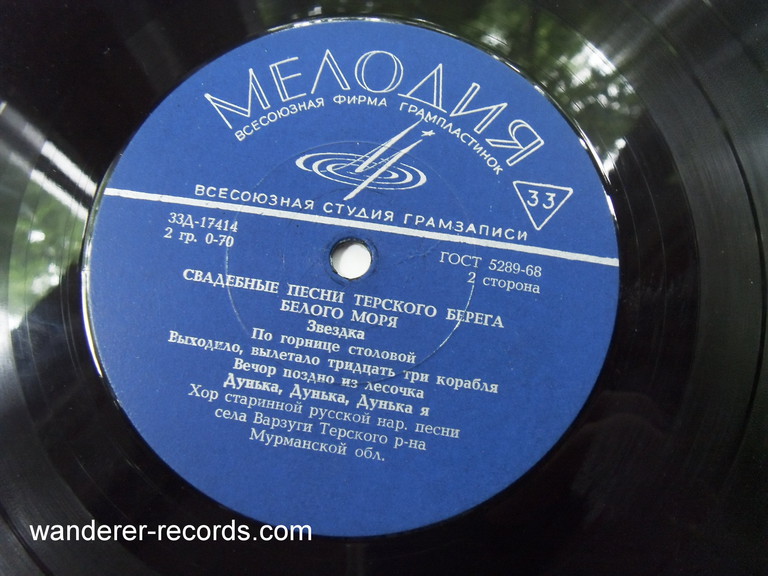 МЕЛОДИЯ
ВСЕСОЮЗНАЯ ФИРМА ГРАМПЛАСТИНОК
33
ВСЕСОЮЗНАЯ СТУДИЯ ГРАМЗАПИСИ
33Д-17414
2 гр. 0-70
ГОСТ 5289-68
2 сторона
СВАДЕБНЫЕ ПЕСНИ ТЕРСКОГО БЕРЕГА
БЕЛОГО МОРЯ
Звездка
По горнице столовой
Выходило, вылетало тридцать три корабля
Вечор поздно из лесочка
Дунька, Дунька, Дунька я
Хор старинной русской нар. песни
села Варзуги Терского р-на
Мурманской обл.
wanderer-records.com